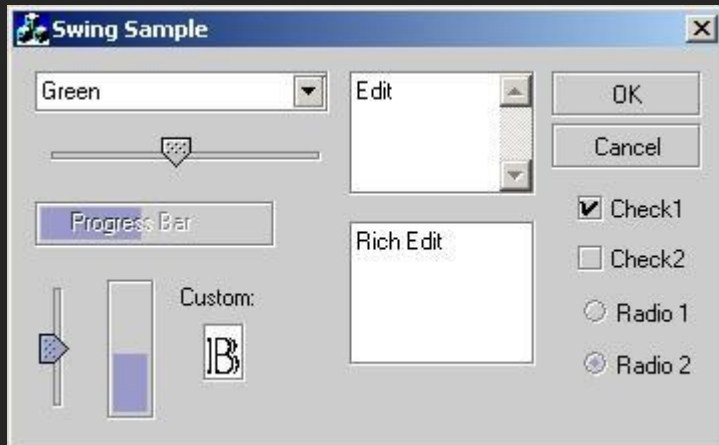 Swing Sample
Green
Edit
OK
Cancel
Progress Bar
Check1
Rich Edit
Check2
Custom:
Radio 1
B
Radio 2